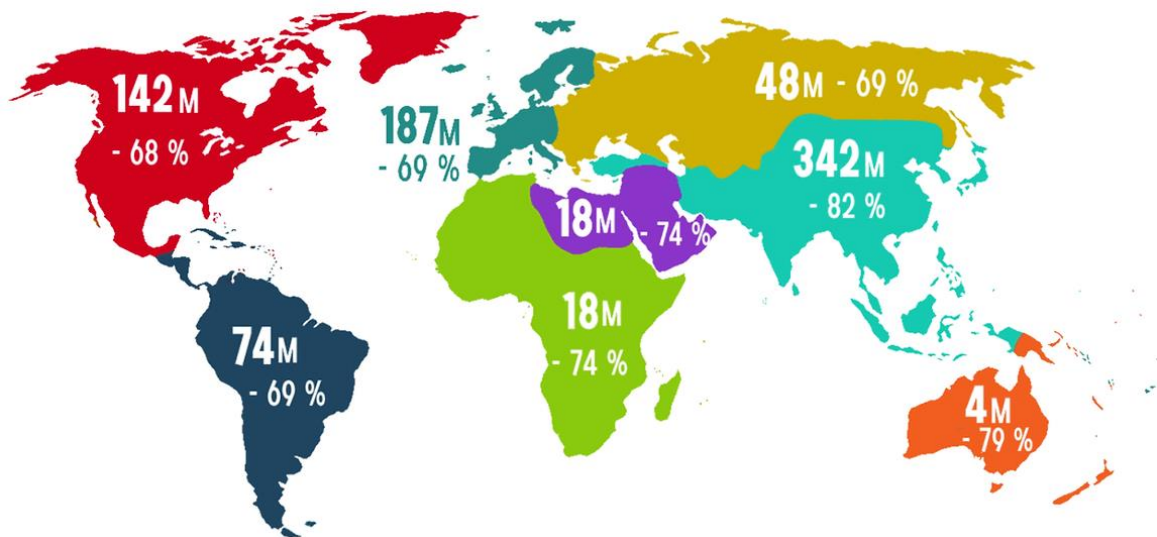 142M
- 68 %
187M
- 69 %
48M - 69 %
342M
- 82 %
18M
- 74 %
18M
- 74 %
74M
- 69 %
4M
- 79 %